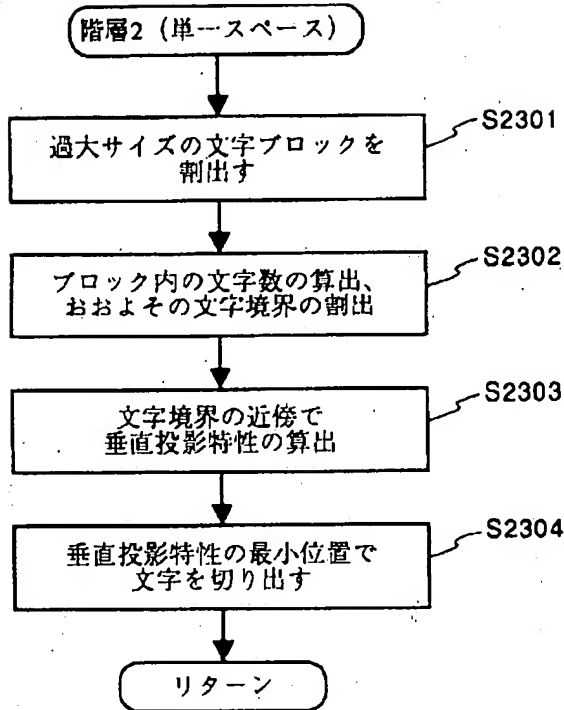 階層2（単一スペース）
過大サイズの文字ブロックを
割出す
S2301
ブロック内の文字数の算出、
おおよその文字境界の割出
S2302
文字境界の近傍で
垂直投影特性の算出
S2303
垂直投影特性の最小位置で
文字を切り出す
S2304
リターン